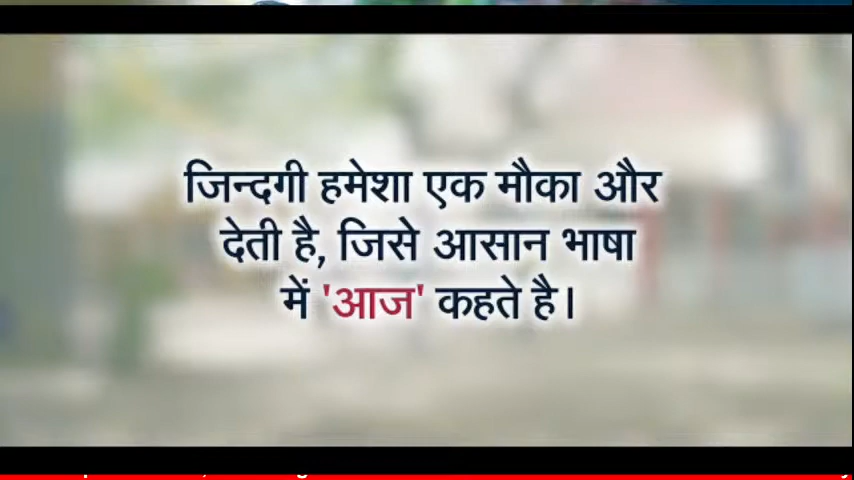 जिन्दगी हमेशा एक मौका और
देती है, जिसे आसान भाषा
में 'आज' कहते है।